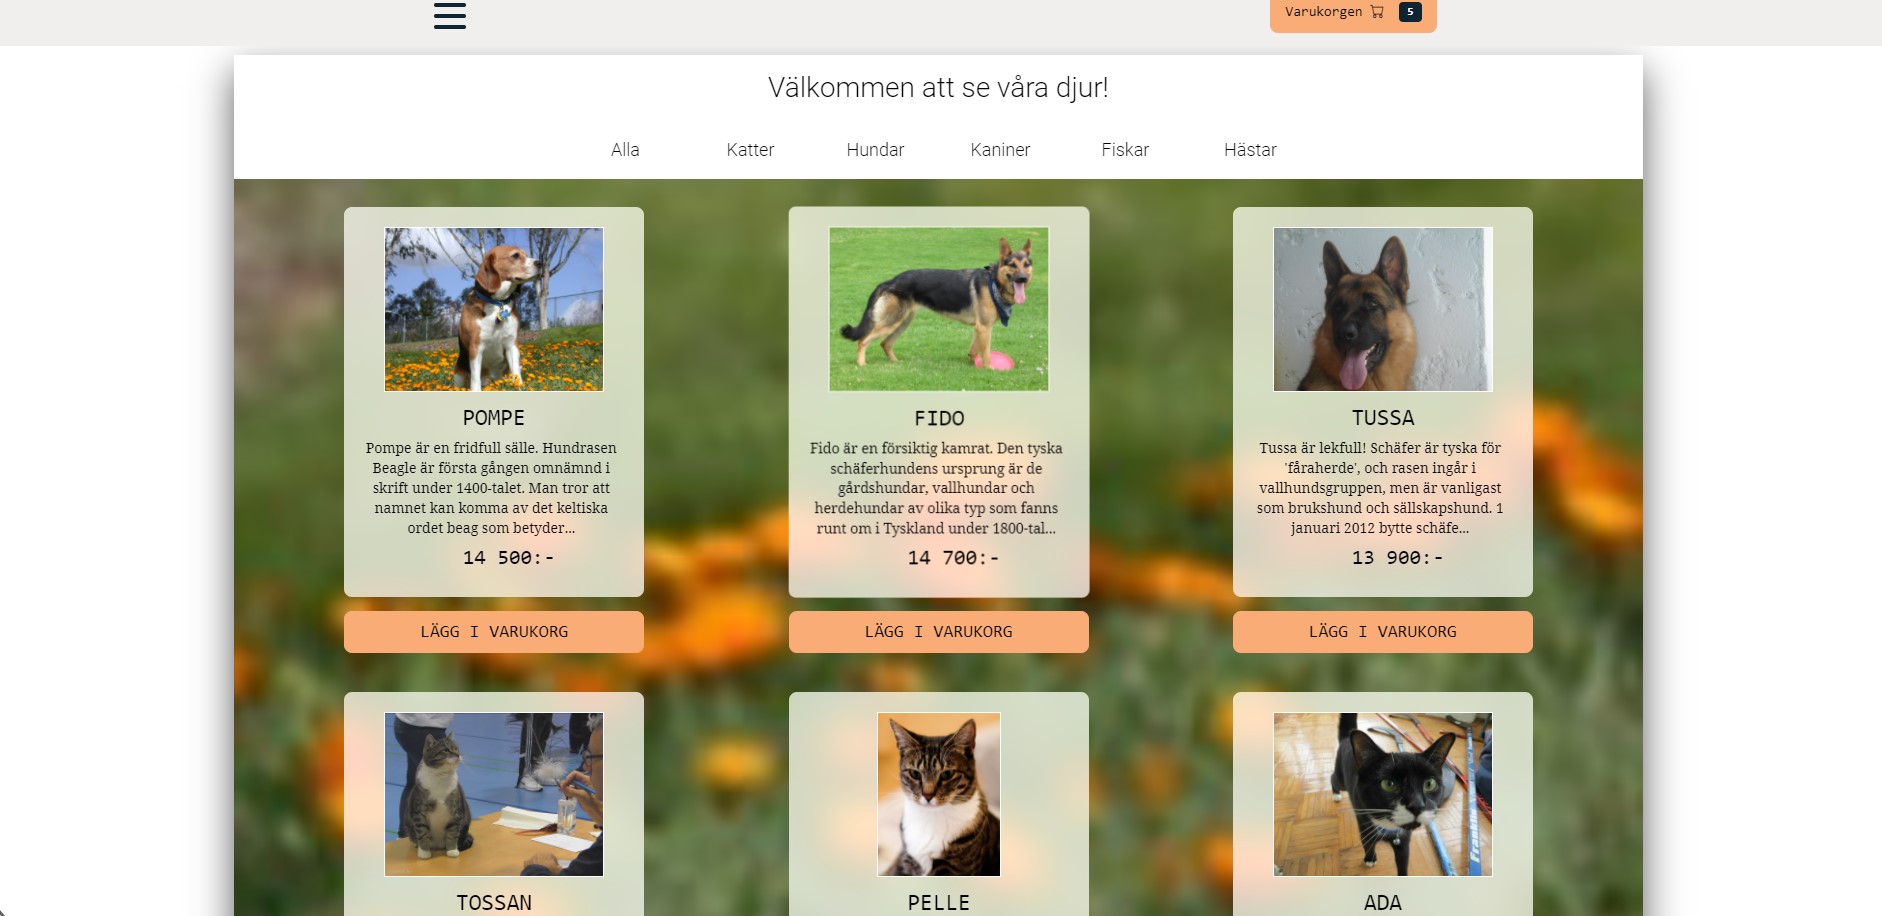 Varukorgen 5
Välkommen att se våra djur!
Alla Katter Hundar Kaniner Fiskar Hästar
POMPE
Pompe är en fridfull sälle. Hundrasen
Beagle är första gången omnämnd i
skrift under 1400-talet. Man tror att
namnet kan komma av det keltiska
ordet beag som betyder...
14 500:-
LÄGG I VARUKORG
FIDO
Fido är en försiktig kamrat. Den tyska
schäferhundens ursprung är de
gårdshundar, vallhundar och
herdehundar av olika typ som fanns
runt om i Tyskland under 1800-tal...
14 700:-
LÄGG I VARUKORG
TUSSA
Tussa är lekfull! Schäfer är tyska för
'fåraherde', och rasen ingår i
vallhundsgruppen, men är vanligast
som brukshund och sällskapshund. 1
januari 2012 bytte schäfe...
13 900:-
LÄGG I VARUKORG
TOSSAN
PELLE
Franklin
ADA